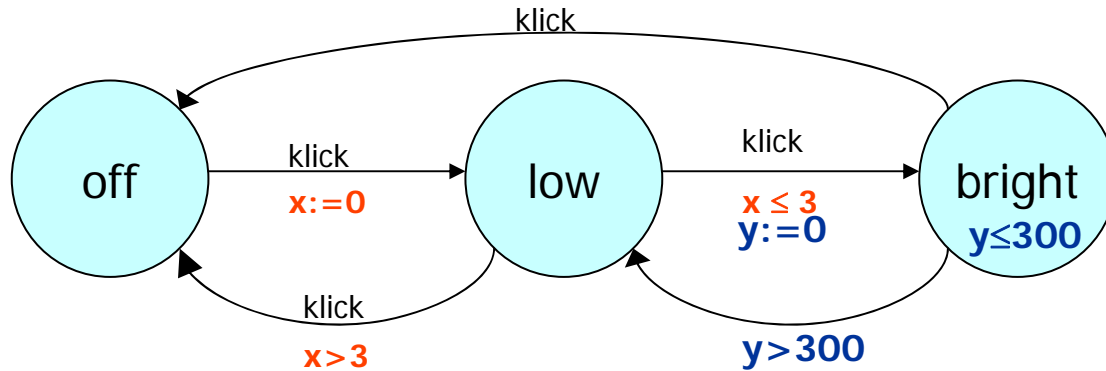 klick
off
klick
x:=0
low
klick
x ≤ 3
y:=0
bright
y≤300
klick
x>3
y>300